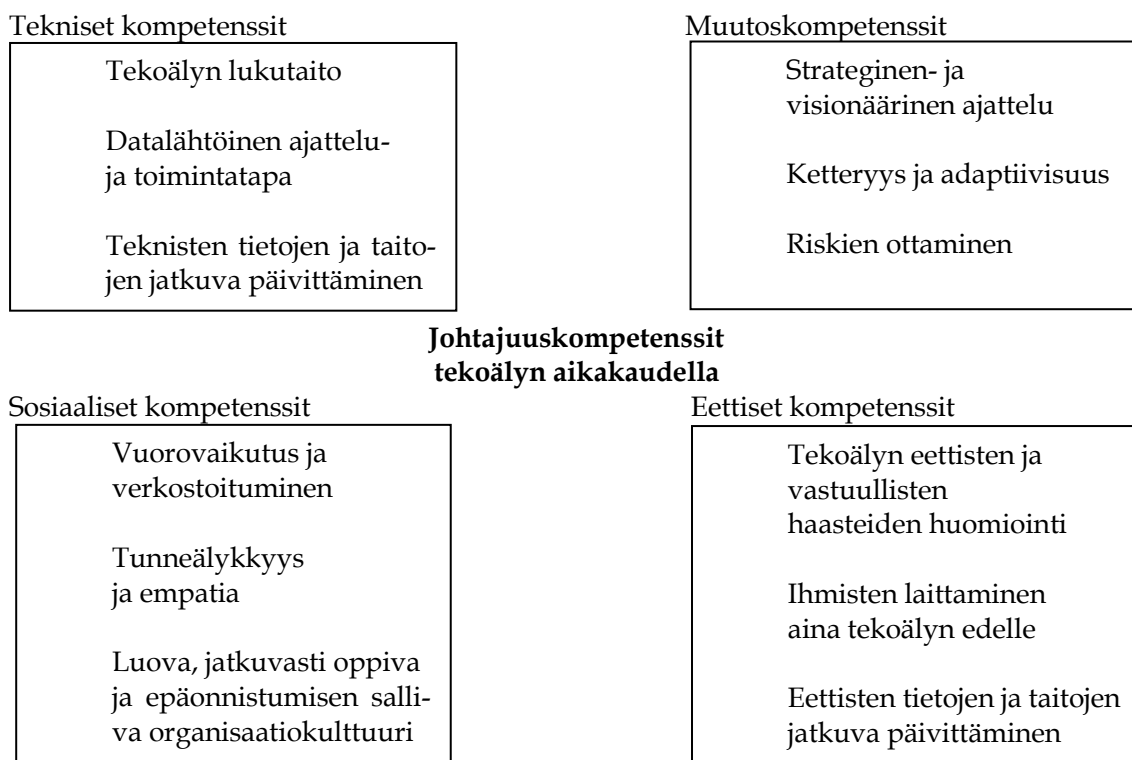 Tekniset kompetenssit
Tekoälyn lukutaito
Datalähtöinen ajattelu-
ja toimintatapa
Teknisten tietojen ja taito-
jen jatkuva päivittäminen
Muutoskompetenssit
Strateginen- ja
visionäärinen ajattelu
Ketteryys ja adaptiivisuus
Riskien ottaminen
Johtajuuskompetenssit
tekoälyn aikakaudella
Sosiaaliset kompetenssit
Vuorovaikutus ja
verkostoituminen
Tunneälykkyys
ja empatia
Luova, jatkuvasti oppiva
ja epäonnistumisen salli-
va organisaatiokulttuuri
Eettiset kompetenssit
Tekoälyn eettisten ja
vastuullisten
haasteiden huomiointi
Ihmisten laittaminen
aina tekoälyn edelle
Eettisten tietojen ja taitojen
jatkuva päivittäminen